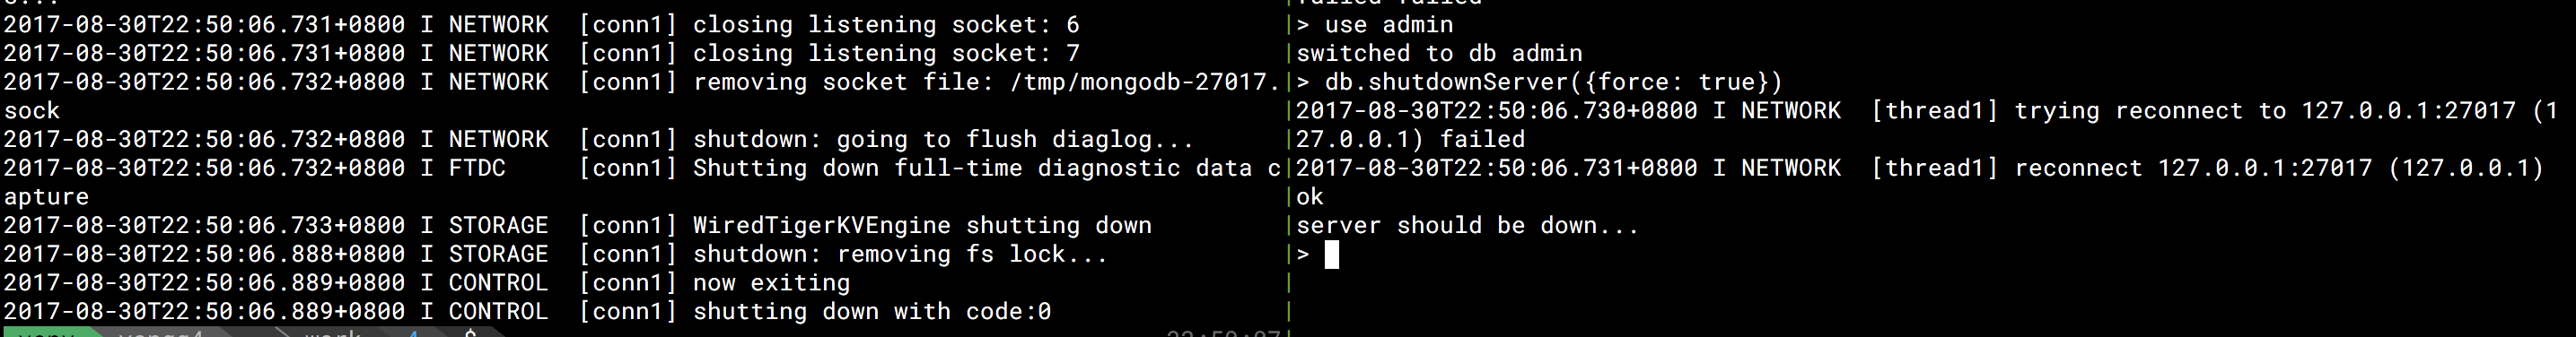 2017-08-30T22:50:06.731+0800 I NETWORK  [conn1] closing listening socket: 6
2017-08-30T22:50:06.731+0800 I NETWORK  [conn1] closing listening socket: 7
2017-08-30T22:50:06.732+0800 I NETWORK  [conn1] removing socket file: /tmp/mongodb-27017.
sock
2017-08-30T22:50:06.732+0800 I NETWORK  [conn1] shutdown: going to flush diaglog...
2017-08-30T22:50:06.732+0800 I FTDC     [conn1] Shutting down full-time diagnostic data c
apture
2017-08-30T22:50:06.733+0800 I STORAGE  [conn1] WiredTigerKVEngine shutting down
2017-08-30T22:50:06.888+0800 I STORAGE  [conn1] shutdown: removing fs lock...
2017-08-30T22:50:06.889+0800 I CONTROL  [conn1] now exiting
2017-08-30T22:50:06.889+0800 I CONTROL  [conn1] shutting down with code:0
failed failed
> use admin
switched to db admin
> db.shutdownServer({force: true})
2017-08-30T22:50:06.730+0800 I NETWORK  [thread1] trying reconnect to 127.0.0.1:27017 (1
27.0.0.1) failed
2017-08-30T22:50:06.731+0800 I NETWORK  [thread1] reconnect 127.0.0.1:27017 (127.0.0.1)
ok
server should be down...
>